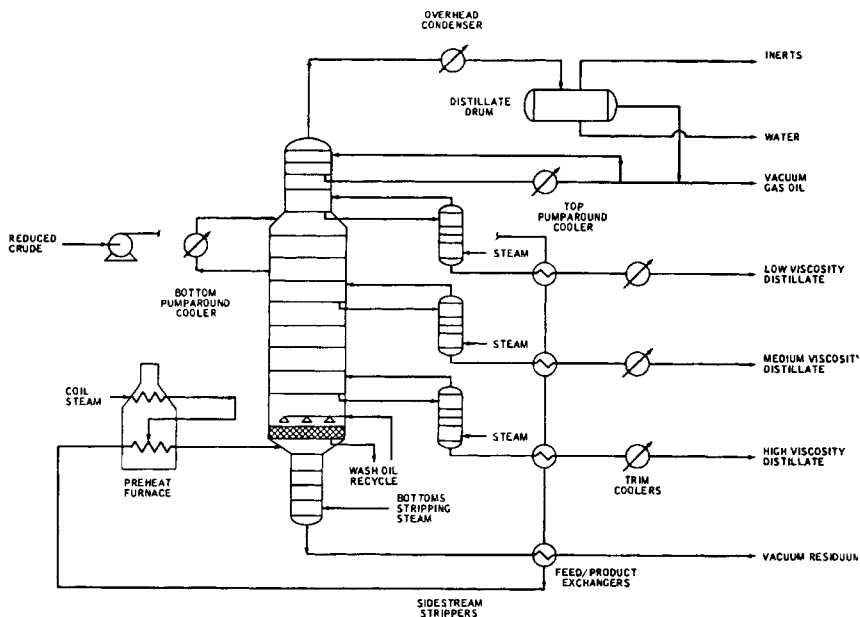 OVERHEAD
CONDENSER
INERTS
DISTILLATE
DRUM
WATER
VACUUM
GAS OIL
TOP
PUMPAROUND
COOLER
REDUCED
CRUDE
STEAM
BOTTOM
PUMPAROUND
COOLER
LOW VISCOSITY
DISTILLATE
STEAM
MEDIUM VISCOSITY
DISTILLATE
COIL
STEAM
STEAM
HIGH VISCOSITY
DISTILLATE
WASH OIL
RECYCLE
TRIM
COOLERS
PREHEAT
FURNACE
BOTTOMS
STRIPPING
STEAM
VACUUM RESIDUUM
FEED/PRODUCT
EXCHANGERS
SIDESTREAM
STRIPPERS